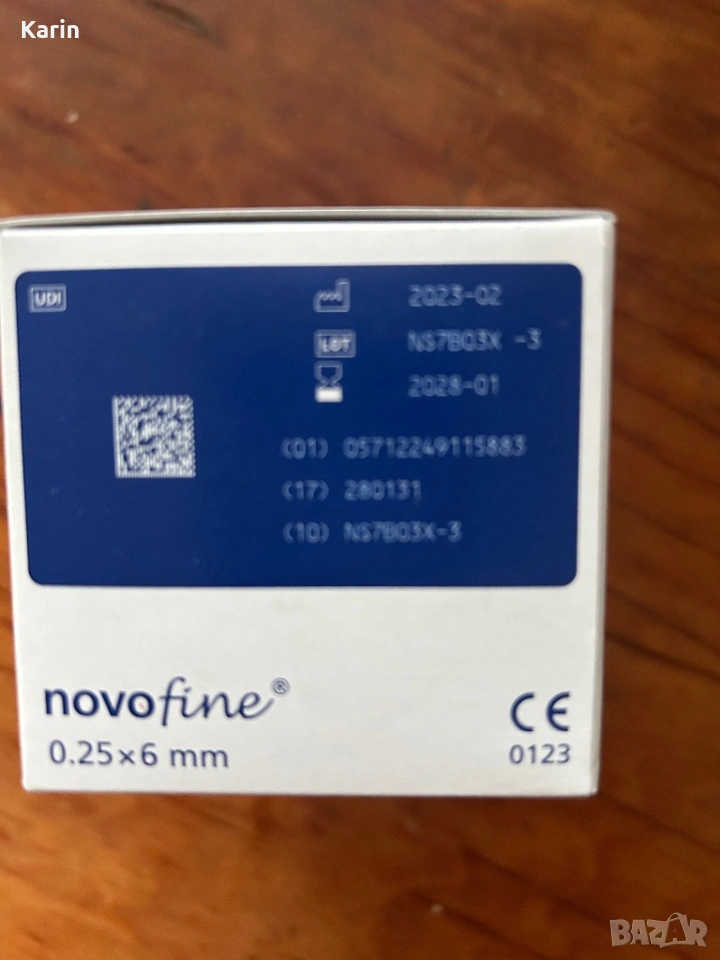 Karin
UDI
2023-02
LOT
NS7B03X -3
2028-01
(01) 05712249115883
(17) 280131
(10) NS7B03X-3
novofine®
0.25×6 mm
CE
0123
BAZAR